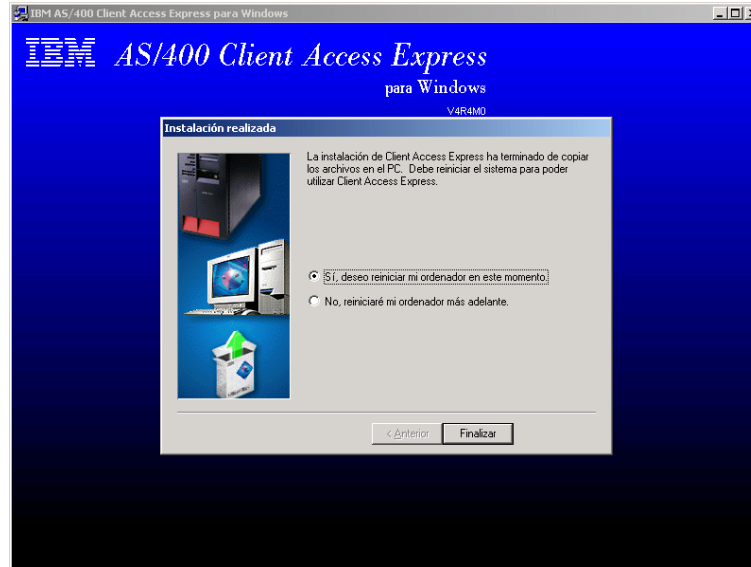 IBM AS/400 Client Access Express para Windows
IBM AS/400 Client Access Express
para Windows
V4R4M0
Instalación realizada
La instalación de Client Access Express ha terminado de copiar
los archivos en el PC. Debe reiniciar el sistema para poder
utilizar Client Access Express.
Sí, deseo reiniciar mi ordenador en este momento.
No, reiniciaré mi ordenador más adelante.
< Anterior
Finalizar